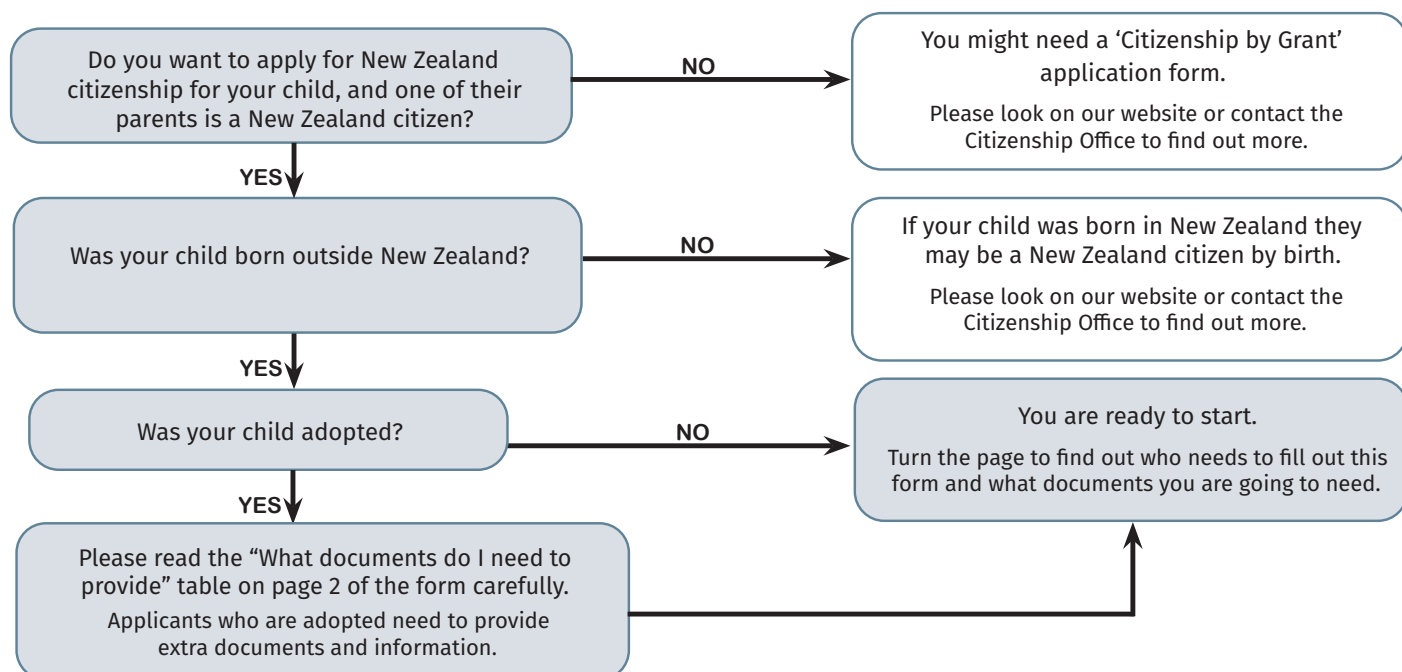 Do you want to apply for New Zealand
citizenship for your child, and one of their
parents is a New Zealand citizen?
NO
You might need a ‘Citizenship by Grant’
application form.
Please look on our website or contact the
Citizenship Office to find out more.
YES
Was your child born outside New Zealand?
NO
If your child was born in New Zealand they
may be a New Zealand citizen by birth.
Please look on our website or contact the
Citizenship Office to find out more.
YES
Was your child adopted?
NO
You are ready to start.
Turn the page to find out who needs to fill out this
form and what documents you are going to need.
YES
Please read the “What documents do I need to
provide” table on page 2 of the form carefully.
Applicants who are adopted need to provide
extra documents and information.